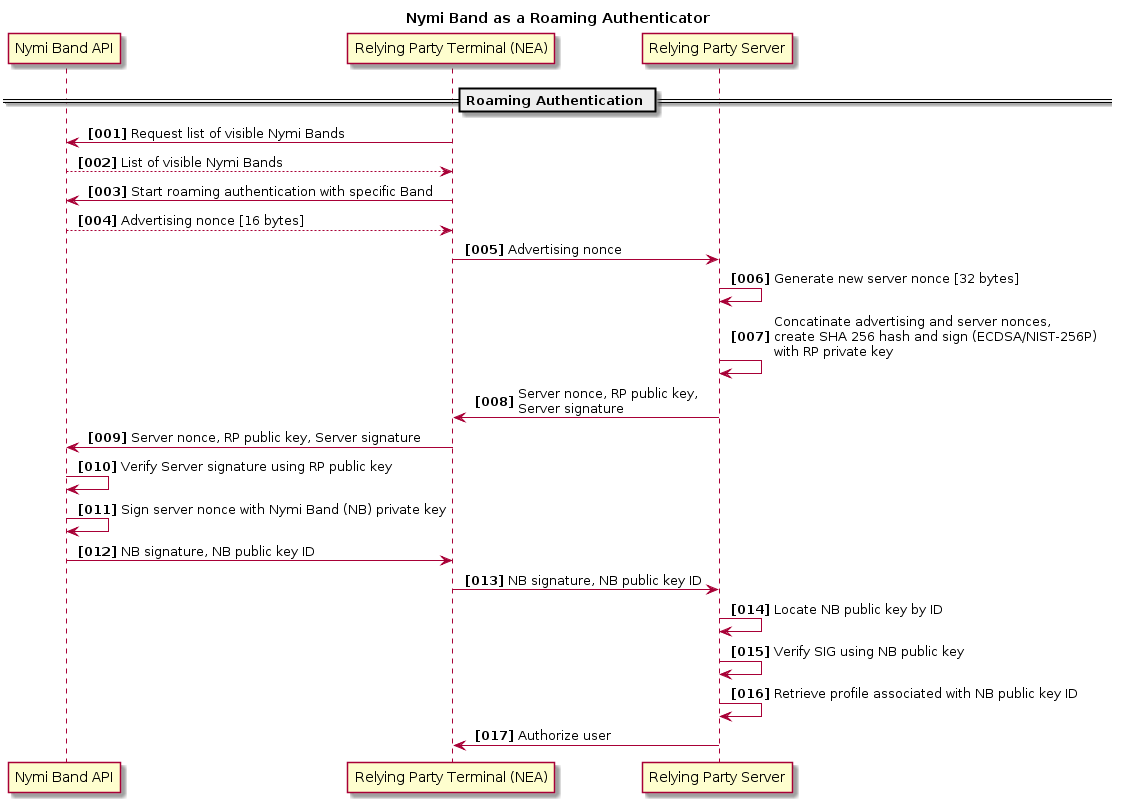 Nymi Band as a Roaming Authenticator
Nymi Band API
Relying Party Terminal (NEA)
Relying Party Server
Roaming Authentication
[001] Request list of visible Nymi Bands
[002] List of visible Nymi Bands
[003] Start roaming authentication with specific Band
[004] Advertising nonce [16 bytes]
[005] Advertising nonce
[006] Generate new server nonce [32 bytes]
Concatinate advertising and server nonces,
[007] create SHA 256 hash and sign (ECDSA/NIST-256P)
with RP private key
[008] Server nonce, RP public key,
Server signature
[009] Server nonce, RP public key, Server signature
[010] Verify Server signature using RP public key
[011] Sign server nonce with Nymi Band (NB) private key
[012] NB signature, NB public key ID
[013] NB signature, NB public key ID
[014] Locate NB public key by ID
[015] Verify SIG using NB public key
[016] Retrieve profile associated with NB public key ID
[017] Authorize user
Nymi Band API
Relying Party Terminal (NEA)
Relying Party Server